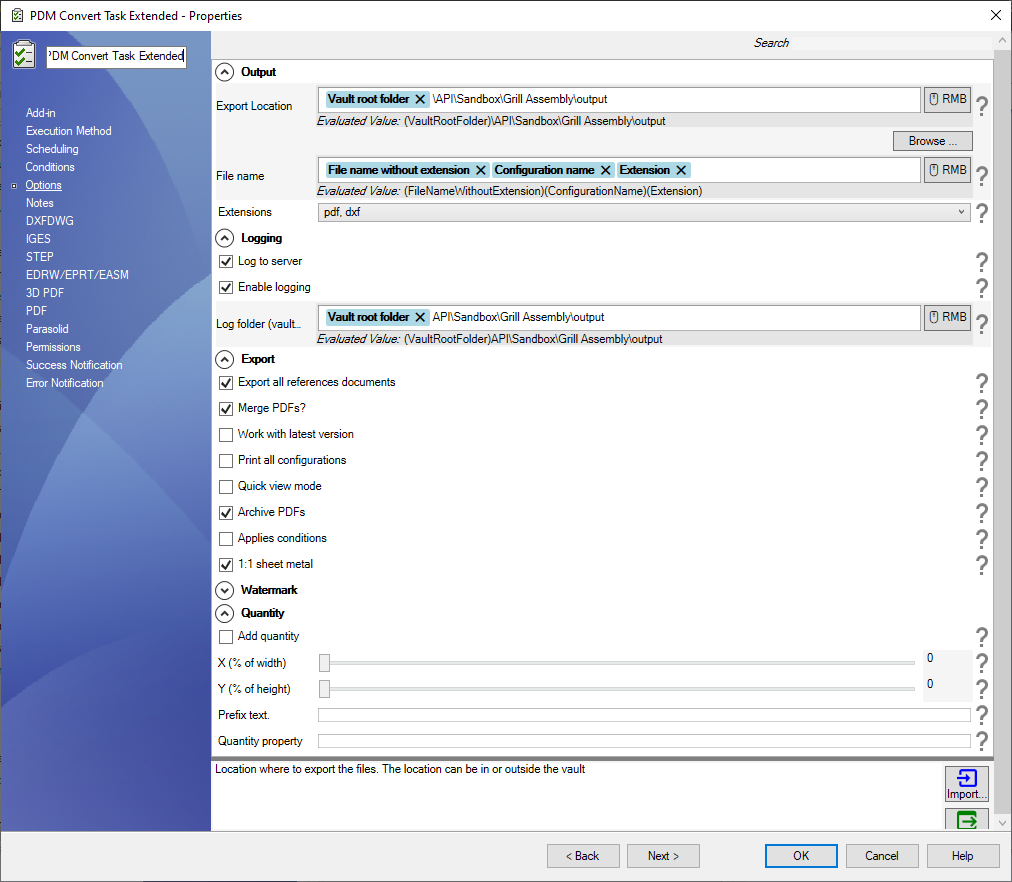 PDM Convert Task Extended - Properties
PDM Convert Task Extended
Search
Add-in
Execution Method
Scheduling
Conditions
Options
Notes
DXFDWG
IGES
STEP
EDRW/EPRT/EASM
3D PDF
PDF
Parasolid
Permissions
Success Notification
Error Notification
Output
Export Location
Vault root folder \API\Sandbox\Grill Assembly\output
RMB ?
Evaluated Value: (VaultRootFolder)\API\Sandbox\Grill Assembly\output
Browse ...
File name
File name without extension Configuration name Extension
RMB ?
Evaluated Value: (FileNameWithoutExtension)(ConfigurationName)(Extension)
Extensions pdf, dxf ?
Logging
Log to server ?
Enable logging ?
Log folder (vault...
Vault root folder API\Sandbox\Grill Assembly\output
RMB ?
Evaluated Value: (VaultRootFolder)API\Sandbox\Grill Assembly\output
Export
Export all references documents ?
Merge PDFs? ?
Work with latest version ?
Print all configurations ?
Quick view mode ?
Archive PDFs ?
Applies conditions ?
1:1 sheet metal ?
Watermark
Quantity
Add quantity ?
X (% of width) 0 ?
Y (% of height) 0 ?
Prefix text. ?
Quantity property ?
Location where to export the files. The location can be in or outside the vault
Import...
< Back
Next >
OK
Cancel
Help